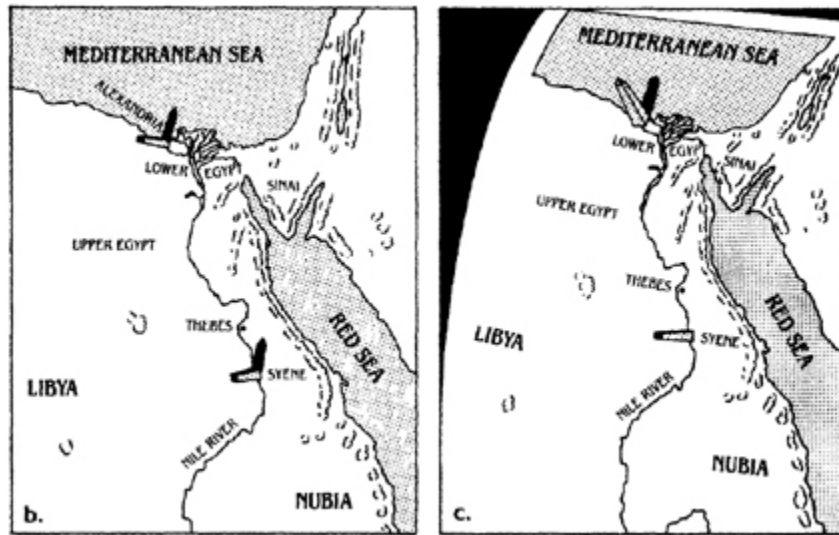 MEDITERRANEAN SEA
ALEXANDRIA
LOWER EGYPT
SINAI
UPPER EGYPT
THEBES
RED SEA
SYENE
LIBYA
NILE RIVER
NUBIA
b.
MEDITERRANEAN SEA
LOWER EGYPT
SINAI
UPPER EGYPT
THEBES
RED SEA
LIBYA
SYENE
NILE RIVER
NUBIA
c.